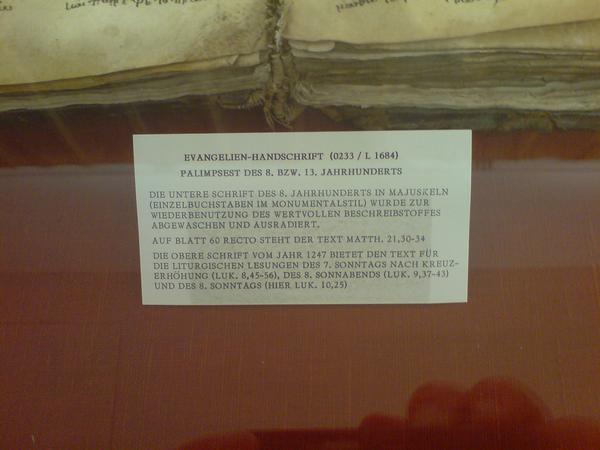 EVANGELIEN-HANDSCHRIFT (0233 / L 1684)
PALIMPSEST DES 8. BZW. 13. JAHRHUNDERTS
DIE UNTERE SCHRIFT DES 8. JAHRHUNDERTS IN MAJUSKELN
(EINZELBUCHSTABEN IM MONUMENTALSTIL) WURDE ZUR
WIEDERBENUTZUNG DES WERTVOLLEN BESCHREIBSTOFFES
ABGEWASCHEN UND AUSRADIERT.
AUF BLATT 60 RECTO STEHT DER TEXT MATTH. 21,30-34
DIE OBERE SCHRIFT VOM JAHR 1247 BIETET DEN TEXT FÜR
DIE LITURGISCHEN LESUNGEN DES 7. SONNTAGS NACH KREUZ-
ERHÖHUNG (LUK. 8,45-56), DES 8. SONNABENDS (LUK. 9,37-43)
UND DES 8. SONNTAGS (HIER LUK. 10,25)